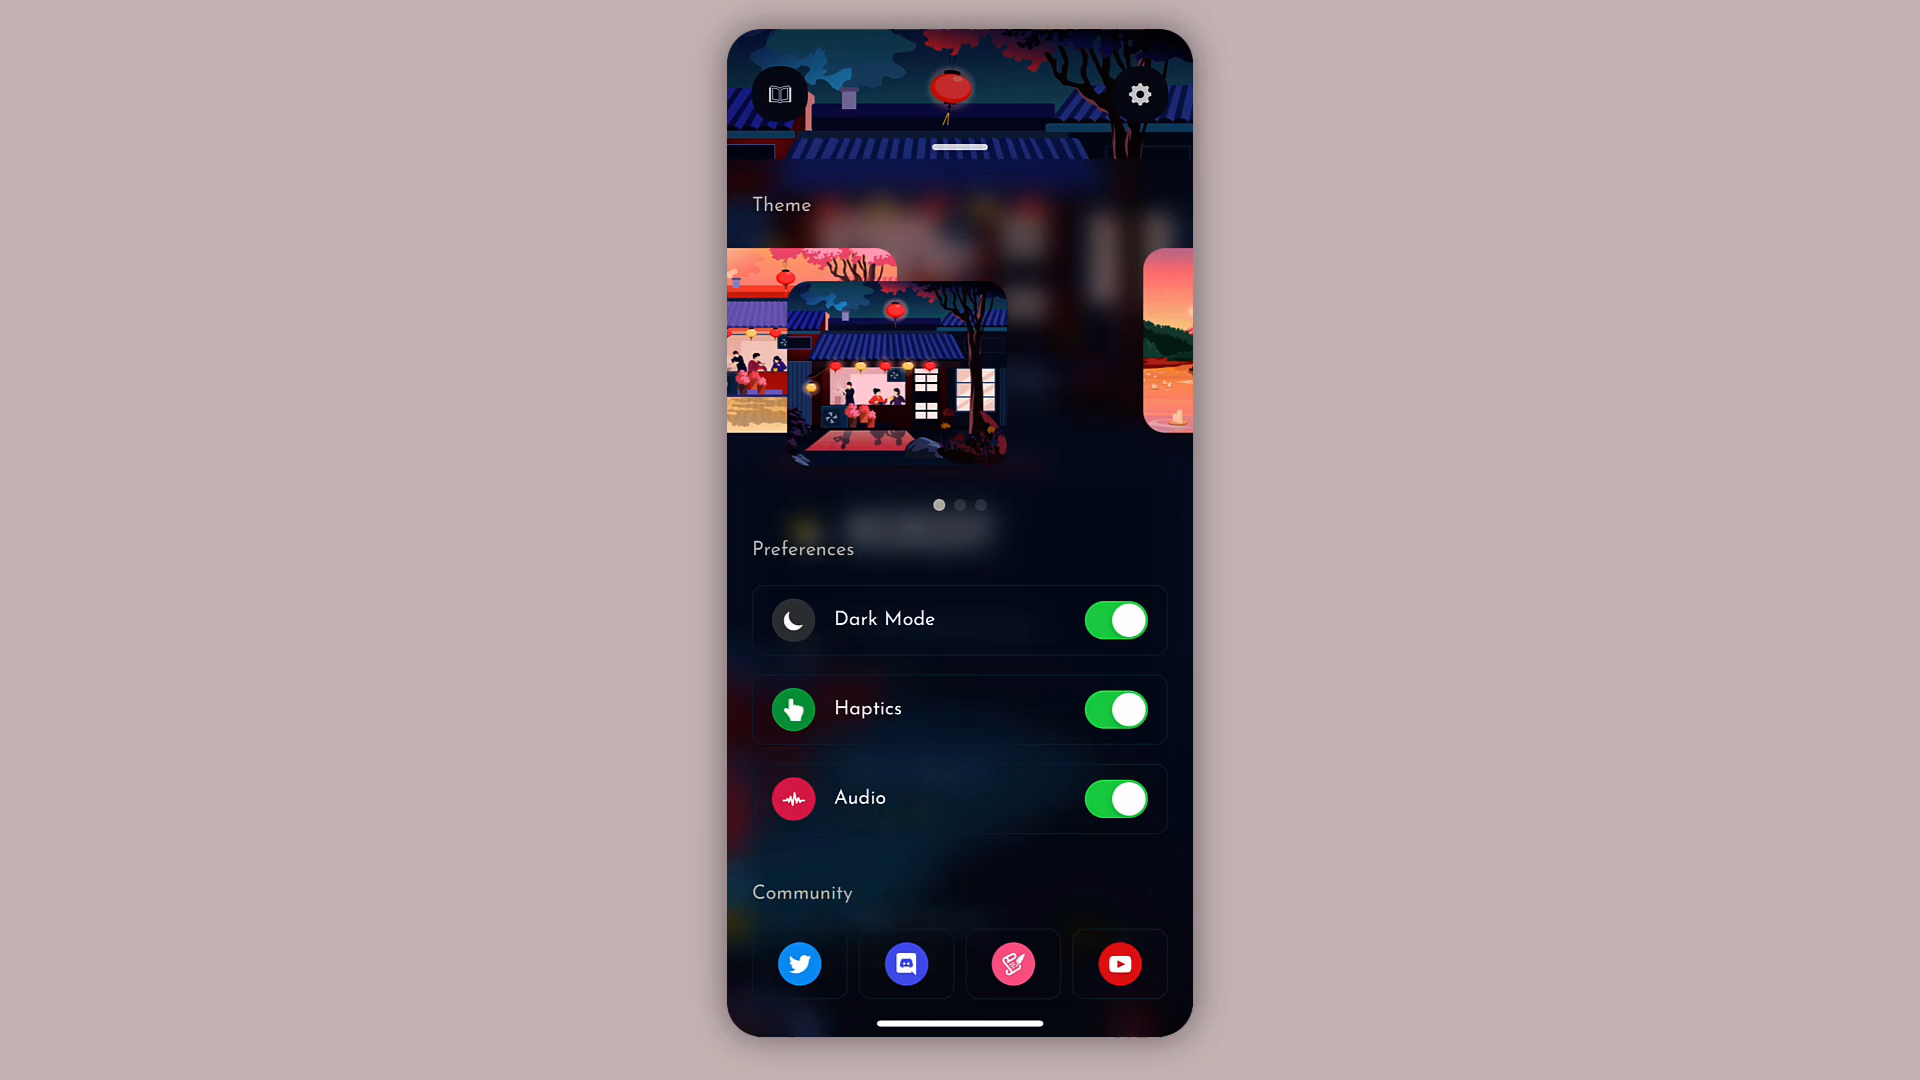 Theme
Preferences
Dark Mode
Haptics
Audio
Community